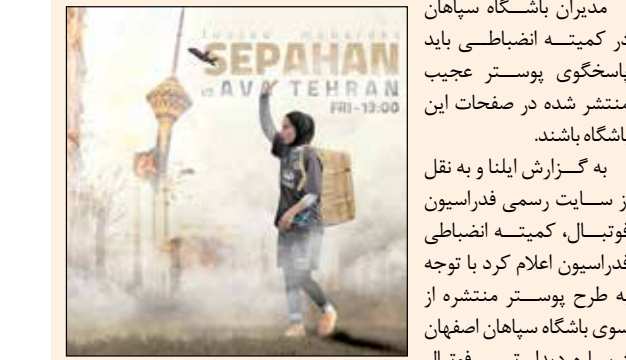 SEPAHAN
vs AVA TEHRAN
FRI - 13:00
مدیران باشگاه سپاهان
در کمیته انضباطی باید
پاسخگوی پوستر عجیب
منتشر شده در صفحات این
باشگاه باشند.
به گزارش ایلنا و به نقل
از سایت رسمی فدراسیون
فوتبال، کمیته انضباطی
فدراسیون اعلام کرد با توجه
به طرح پوستر منتشره از
سوی باشگاه سپاهان اصفهان